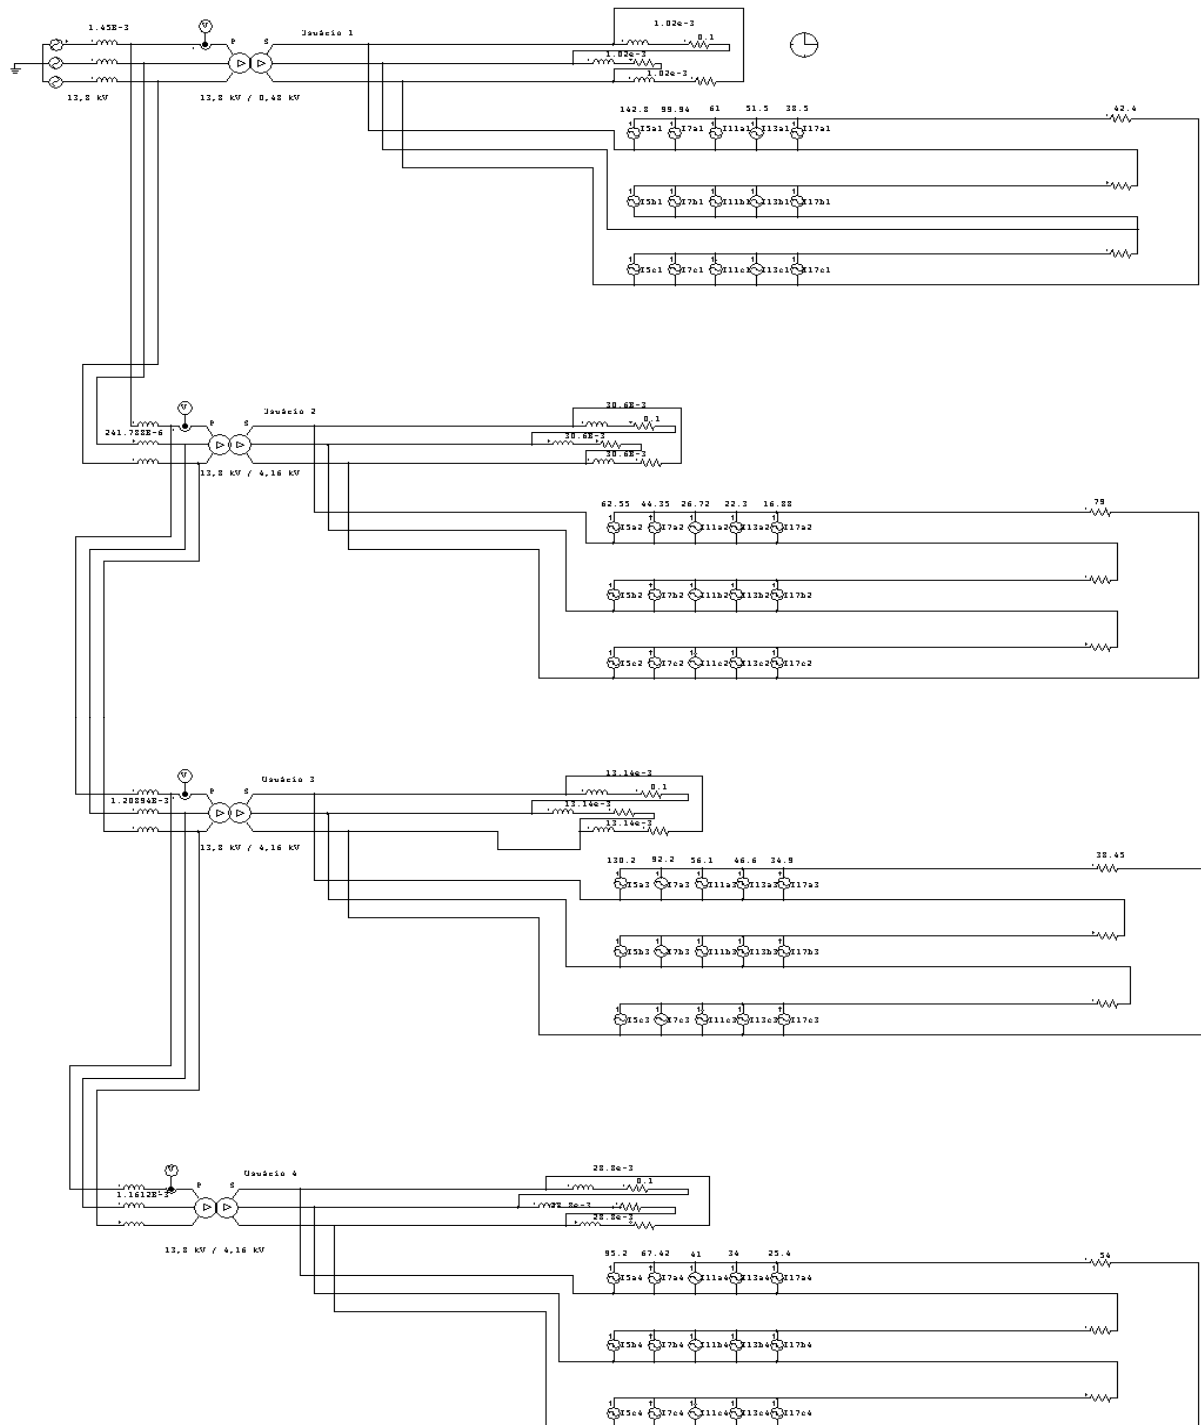 1.45E-3
V
P
S
Usuário 1
1.02e-3
0.1
1.02e-3
1.02e-3
13,8 kV
13,8 kV / 0,48 kV
142.8 99.94 61 51.5 38.5
42.4
I5a1 I7a1 I11a1 I13a1 I17a1
I5b1 I7b1 I11b1 I13b1 I17b1
I5c1 I7c1 I11c1 I13c1 I17c1
V
P
S
Usuário 2
30.6E-3
0.1
241.788E-6
30.6E-3
30.6E-3
13,8 kV / 4,16 kV
62.55 44.35 26.72 22.3 16.88
79
I5a2 I7a2 I11a2 I13a2 I17a2
I5b2 I7b2 I11b2 I13b2 I17b2
I5c2 I7c2 I11c2 I13c2 I17c2
V
P
S
Usuário 3
13.14e-3
0.1
1.20894E-3
13.14e-3
13.14e-3
13,8 kV / 4,16 kV
130.2 92.2 56.1 46.6 34.9
38.45
I5a3 I7a3 I11a3 I13a3 I17a3
I5b3 I7b3 I11b3 I13b3 I17b3
I5c3 I7c3 I11c3 I13c3 I17c3
V
P
S
Usuário 4
28.8e-3
0.1
1.1612E-3
28.8e-3
28.8e-3
13,8 kV / 4,16 kV
95.2 67.42 41 34 25.4
54
I5a4 I7a4 I11a4 I13a4 I17a4
I5b4 I7b4 I11b4 I13b4 I17b4
I5c4 I7c4 I11c4 I13c4 I17c4